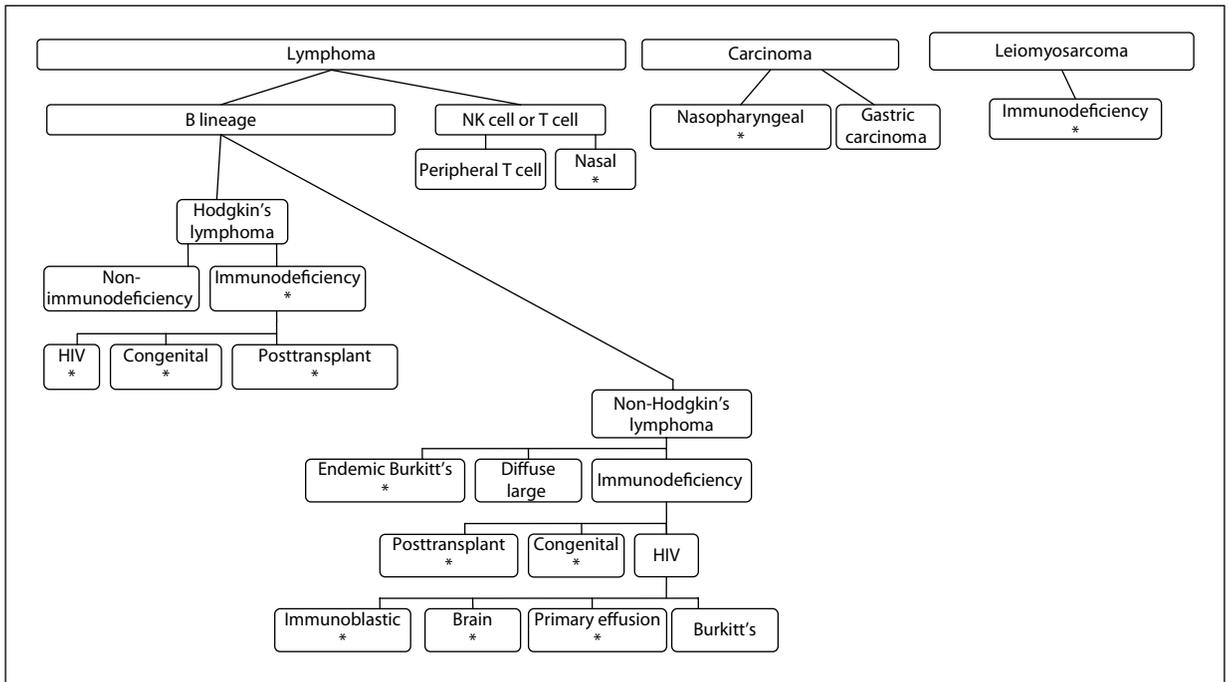 Lymphoma
Carcinoma
Leiomyosarcoma
B lineage
NK cell or T cell
Nasopharyngeal
*
Gastric
carcinoma
Immunodeficiency
*
Peripheral T cell
Nasal
*
Hodgkin’s
lymphoma
Non-
immunodeficiency
Immunodeficiency
*
HIV
*
Congenital
*
Posttransplant
*
Non-Hodgkin’s
lymphoma
Endemic Burkitt’s
*
Diffuse
large
Immunodeficiency
Posttransplant
*
Congenital
*
HIV
Immunoblastic
*
Brain
*
Primary effusion
*
Burkitt’s